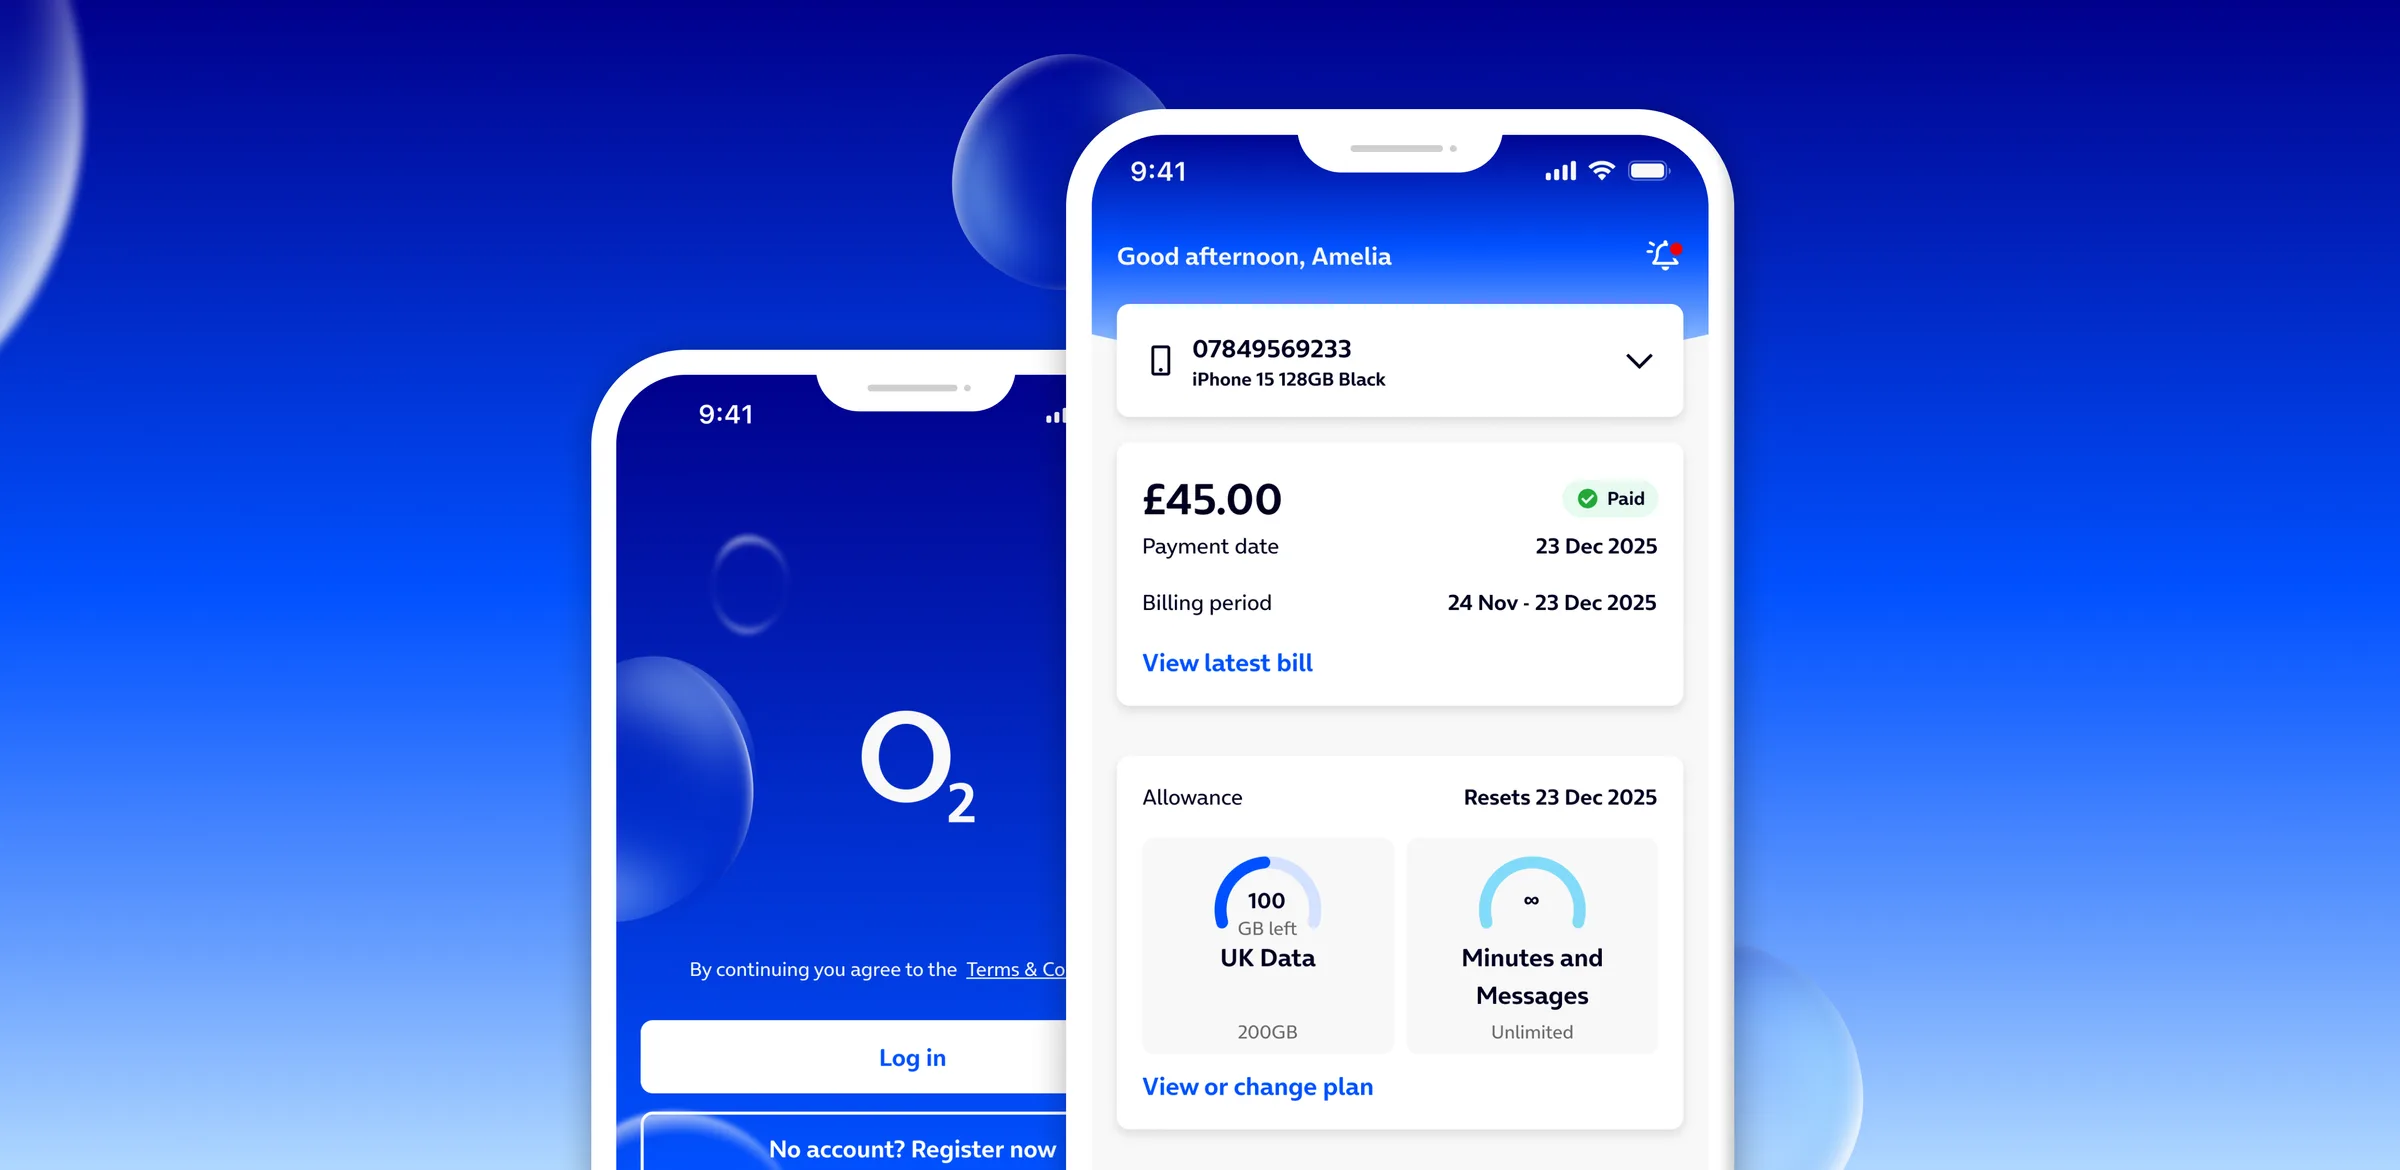 9:41
O2
By continuing you agree to the Terms & Co
Log in
No account? Register now
9:41
Good afternoon, Amelia
07849569233
iPhone 15 128GB Black
£45.00 Paid
Payment date 23 Dec 2025
Billing period 24 Nov - 23 Dec 2025
View latest bill
Allowance Resets 23 Dec 2025
100
GB left
UK Data
200GB
∞
Minutes and
Messages
Unlimited
View or change plan